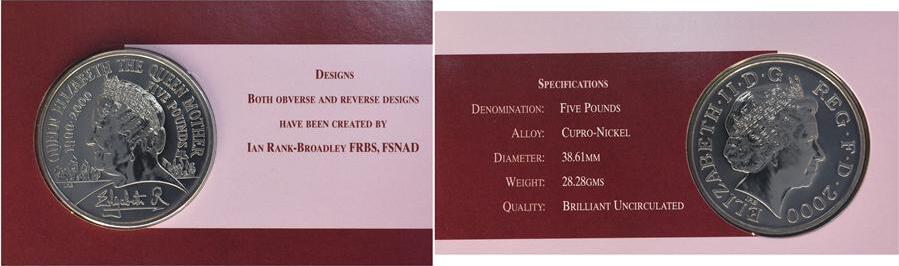 QUEEN ELIZABETH THE QUEEN MOTHER
1900-2000
FIVE POUNDS
Elizabeth R
DESIGNS
BOTH OBVERSE AND REVERSE DESIGNS
HAVE BEEN CREATED BY
IAN RANK-BROADLEY FRBS, FSNAD
SPECIFICATIONS
DENOMINATION: FIVE POUNDS
ALLOY: CUPRO-NICKEL
DIAMETER: 38.61MM
WEIGHT: 28.28GMS
QUALITY: BRILLIANT UNCIRCULATED
ELIZABETH·II·D·G
REG·F·D·2000
IRB